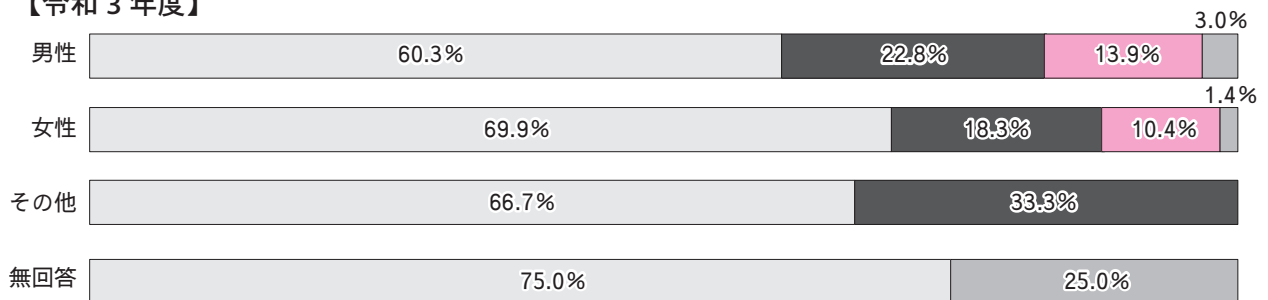 【令和 3 年度】
3.0%
男性 60.3% 22.8% 13.9%
1.4%
女性 69.9% 18.3% 10.4%
その他 66.7% 33.3%
無回答 75.0% 25.0%